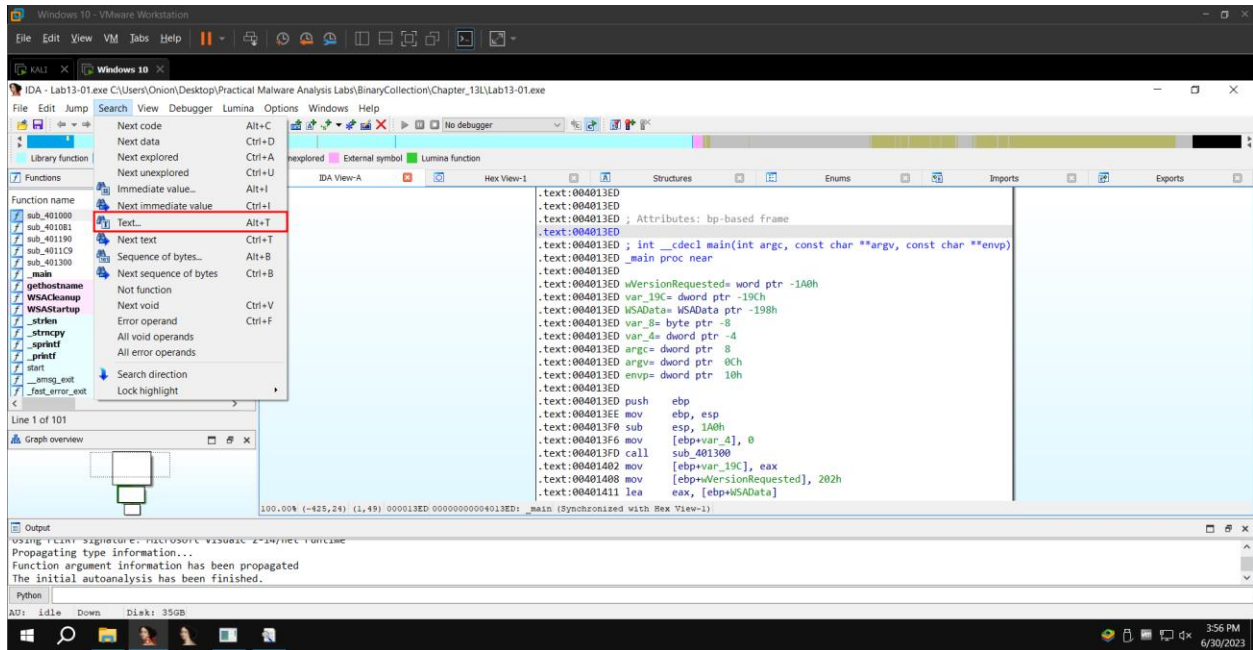 Windows 10 - VMware Workstation
File Edit View VM Tabs Help
KALI Windows 10
IDA - Lab13-01.exe C:\Users\Onion\Desktop\Practical Malware Analysis Labs\BinaryCollection\Chapter_13L\Lab13-01.exe
File Edit Jump Search View Debugger Lumina Options Windows Help
No debugger
Library function nexplored External symbol Lumina function
Functions
IDA View-A Hex View-1 Structures Enums Imports Exports
Function name
sub_401000
sub_401081
sub_401190
sub_4011C9
sub_401300
_main
gethostname
WSACleanup
WSAStartup
_strlen
_strncpy
_sprintf
_printf
start
__amsg_exit
_fast_error_exit
Line 1 of 101
Graph overview
Next code Alt+C
Next data Ctrl+D
Next explored Ctrl+A
Next unexplored Ctrl+U
Immediate value... Alt+I
Next immediate value Ctrl+I
Text... Alt+T
Next text Ctrl+T
Sequence of bytes... Alt+B
Next sequence of bytes Ctrl+B
Not function
Next void Ctrl+V
Error operand Ctrl+F
All void operands
All error operands
Search direction
Lock highlight
.text:004013ED
.text:004013ED
.text:004013ED ; Attributes: bp-based frame
.text:004013ED
.text:004013ED ; int __cdecl main(int argc, const char **argv, const char **envp)
.text:004013ED _main proc near
.text:004013ED
.text:004013ED wVersionRequested= word ptr -1A0h
.text:004013ED var_19C= dword ptr -19Ch
.text:004013ED WSAData= WSAData ptr -198h
.text:004013ED var_8= byte ptr -8
.text:004013ED var_4= dword ptr -4
.text:004013ED argc= dword ptr 8
.text:004013ED argv= dword ptr 0Ch
.text:004013ED envp= dword ptr 10h
.text:004013ED
.text:004013ED push ebp
.text:004013EE mov ebp, esp
.text:004013F0 sub esp, 1A0h
.text:004013F6 mov [ebp+var_4], 0
.text:004013FD call sub_401300
.text:00401402 mov [ebp+var_19C], eax
.text:00401408 mov [ebp+wVersionRequested], 202h
.text:00401411 lea eax, [ebp+WSAData]
100.00% (-425,24) (1,49) 000013ED 00000000004013ED: _main (Synchronized with Hex View-1)
Output
Propagating type information...
Function argument information has been propagated
The initial autoanalysis has been finished.
Python
AU: idle Down Disk: 35GB
3:56 PM
6/30/2023